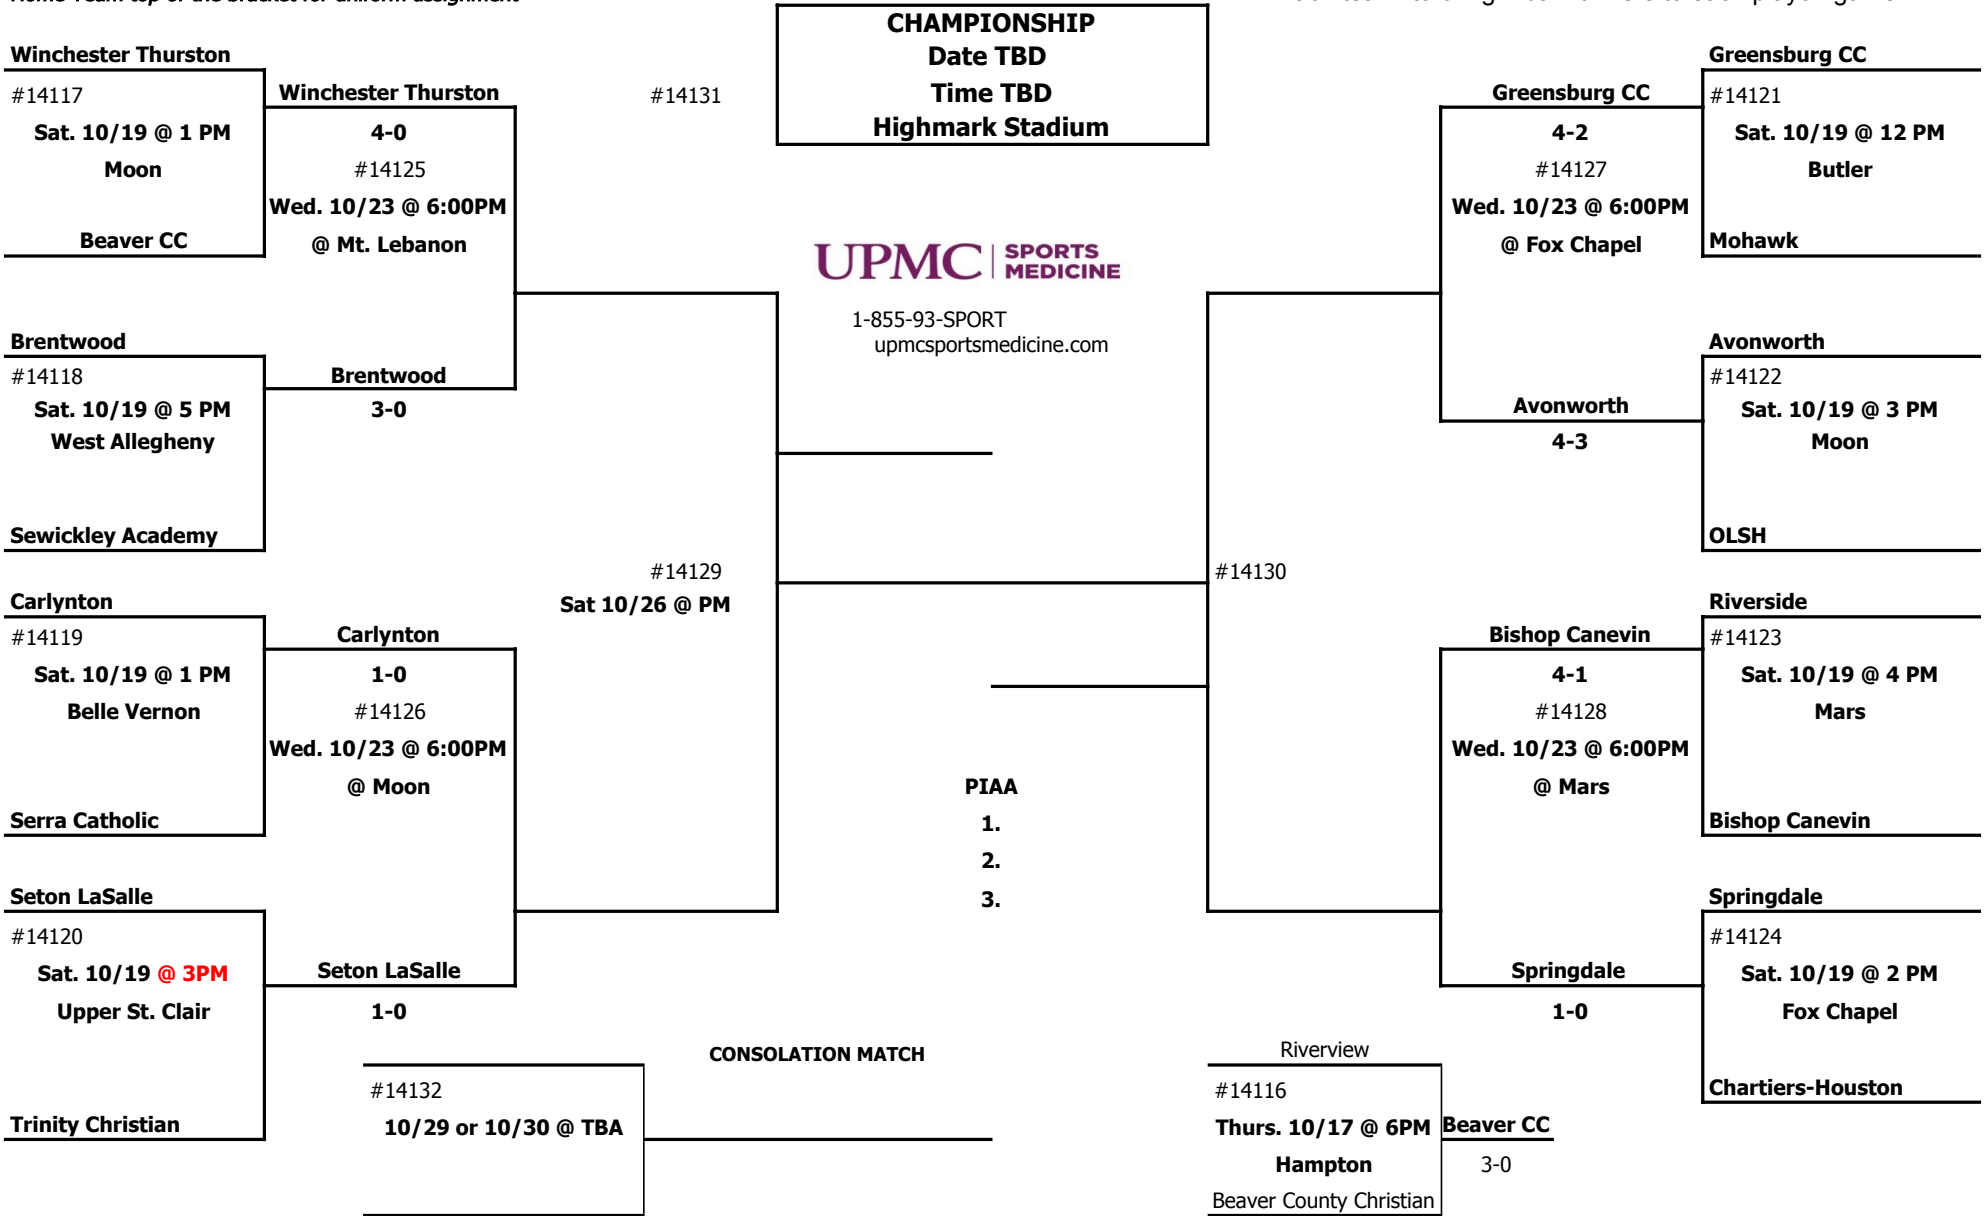 Home Team top of the bracket for uniform assignment
CHAMPIONSHIP
Date TBD
Time TBD
Highmark Stadium
#14131
Winchester Thurston
#14117
Sat. 10/19 @ 1 PM
Moon
Beaver CC
Winchester Thurston
4-0
#14125
Wed. 10/23 @ 6:00PM
@ Mt. Lebanon
Brentwood
#14118
Sat. 10/19 @ 5 PM
West Allegheny
Sewickley Academy
Brentwood
3-0
Carlynton
#14119
Sat. 10/19 @ 1 PM
Belle Vernon
Serra Catholic
Carlynton
1-0
#14126
Wed. 10/23 @ 6:00PM
@ Moon
Seton LaSalle
#14120
Sat. 10/19 @ 3PM
Upper St. Clair
Trinity Christian
Seton LaSalle
1-0
#14129
Sat 10/26 @ PM
UPMC | SPORTS MEDICINE
1-855-93-SPORT
upmcsportsmedicine.com
PIAA
1.
2.
3.
#14130
Greensburg CC
4-2
#14127
Wed. 10/23 @ 6:00PM
@ Fox Chapel
Greensburg CC
#14121
Sat. 10/19 @ 12 PM
Butler
Mohawk
Avonworth
4-3
Avonworth
#14122
Sat. 10/19 @ 3 PM
Moon
OLSH
Bishop Canevin
4-1
#14128
Wed. 10/23 @ 6:00PM
@ Mars
Riverside
#14123
Sat. 10/19 @ 4 PM
Mars
Bishop Canevin
Springdale
1-0
Springdale
#14124
Sat. 10/19 @ 2 PM
Fox Chapel
Chartiers-Houston
CONSOLATION MATCH
#14132
10/29 or 10/30 @ TBA
Riverview
#14116
Thurs. 10/17 @ 6PM
Hampton
Beaver County Christian
Beaver CC
3-0